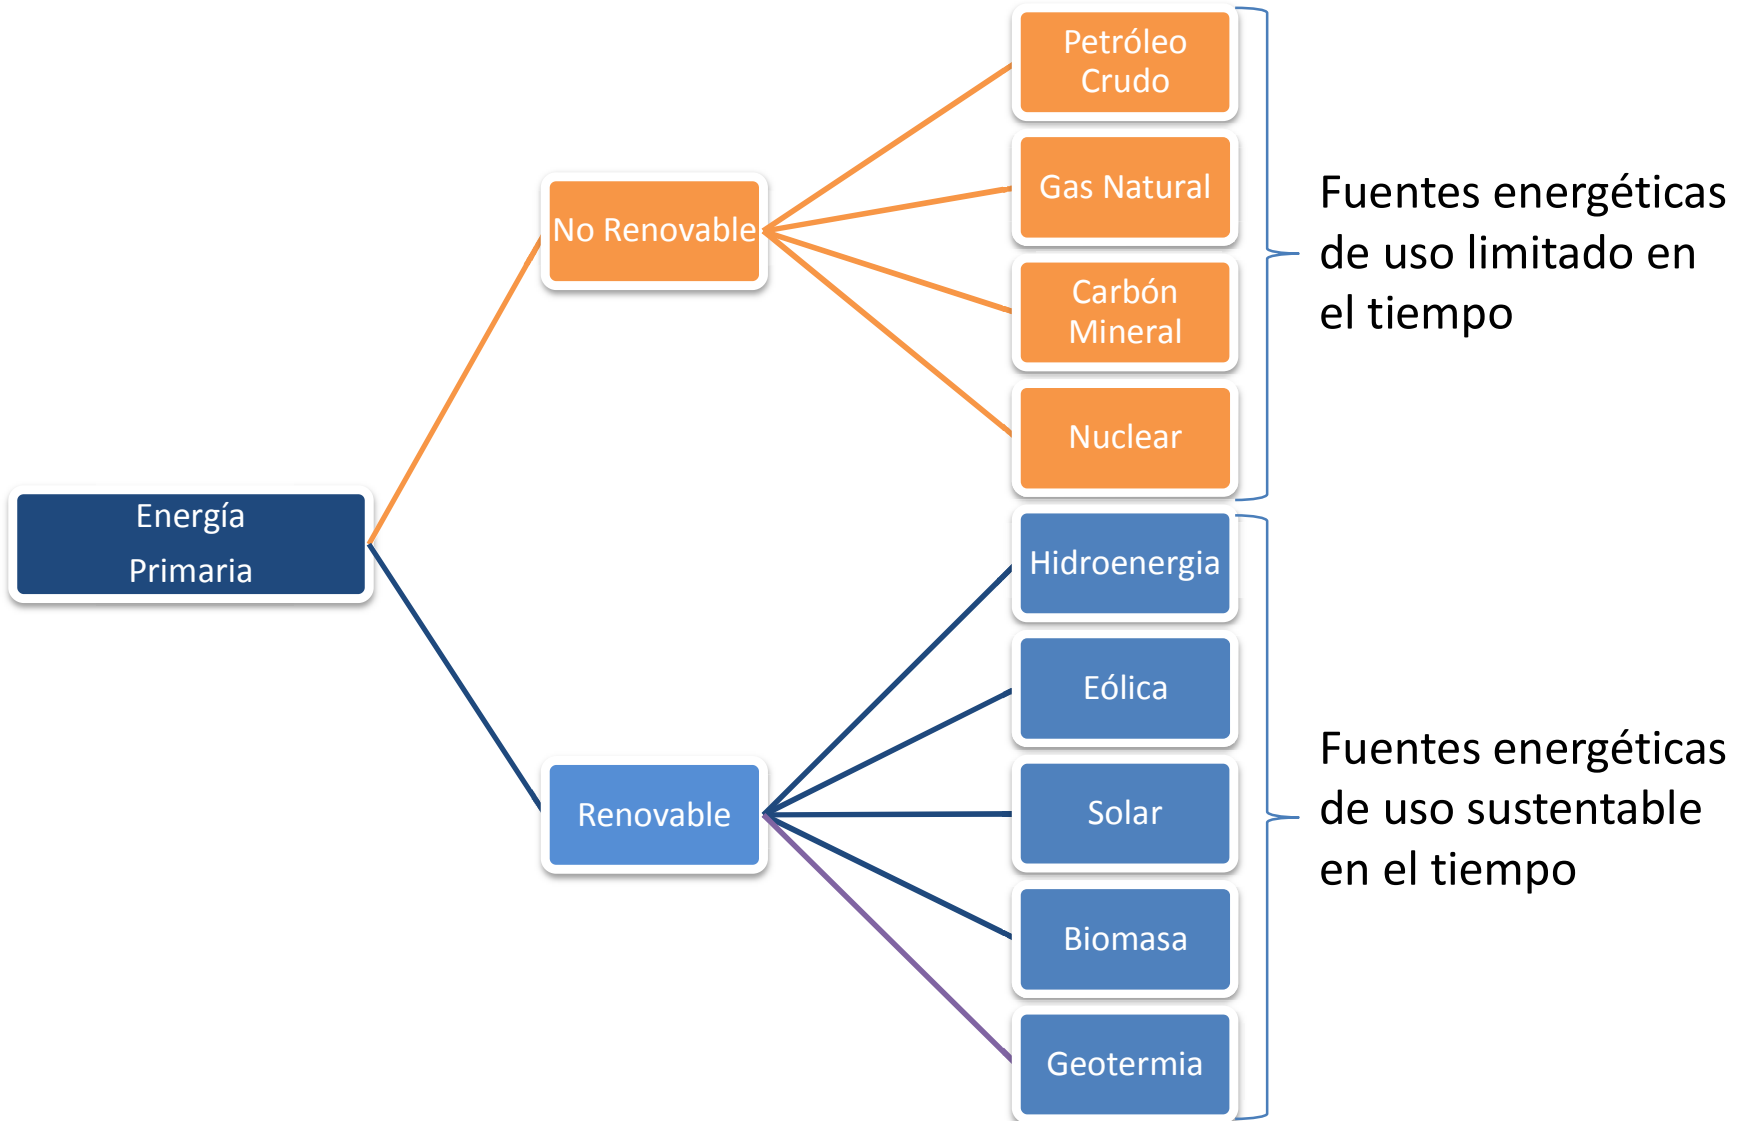 Energía
Primaria
No Renovable
Petróleo
Crudo
Gas Natural
Carbón
Mineral
Nuclear
Fuentes energéticas
de uso limitado en
el tiempo
Renovable
Hidroenergia
Eólica
Solar
Biomasa
Geotermia
Fuentes energéticas
de uso sustentable
en el tiempo